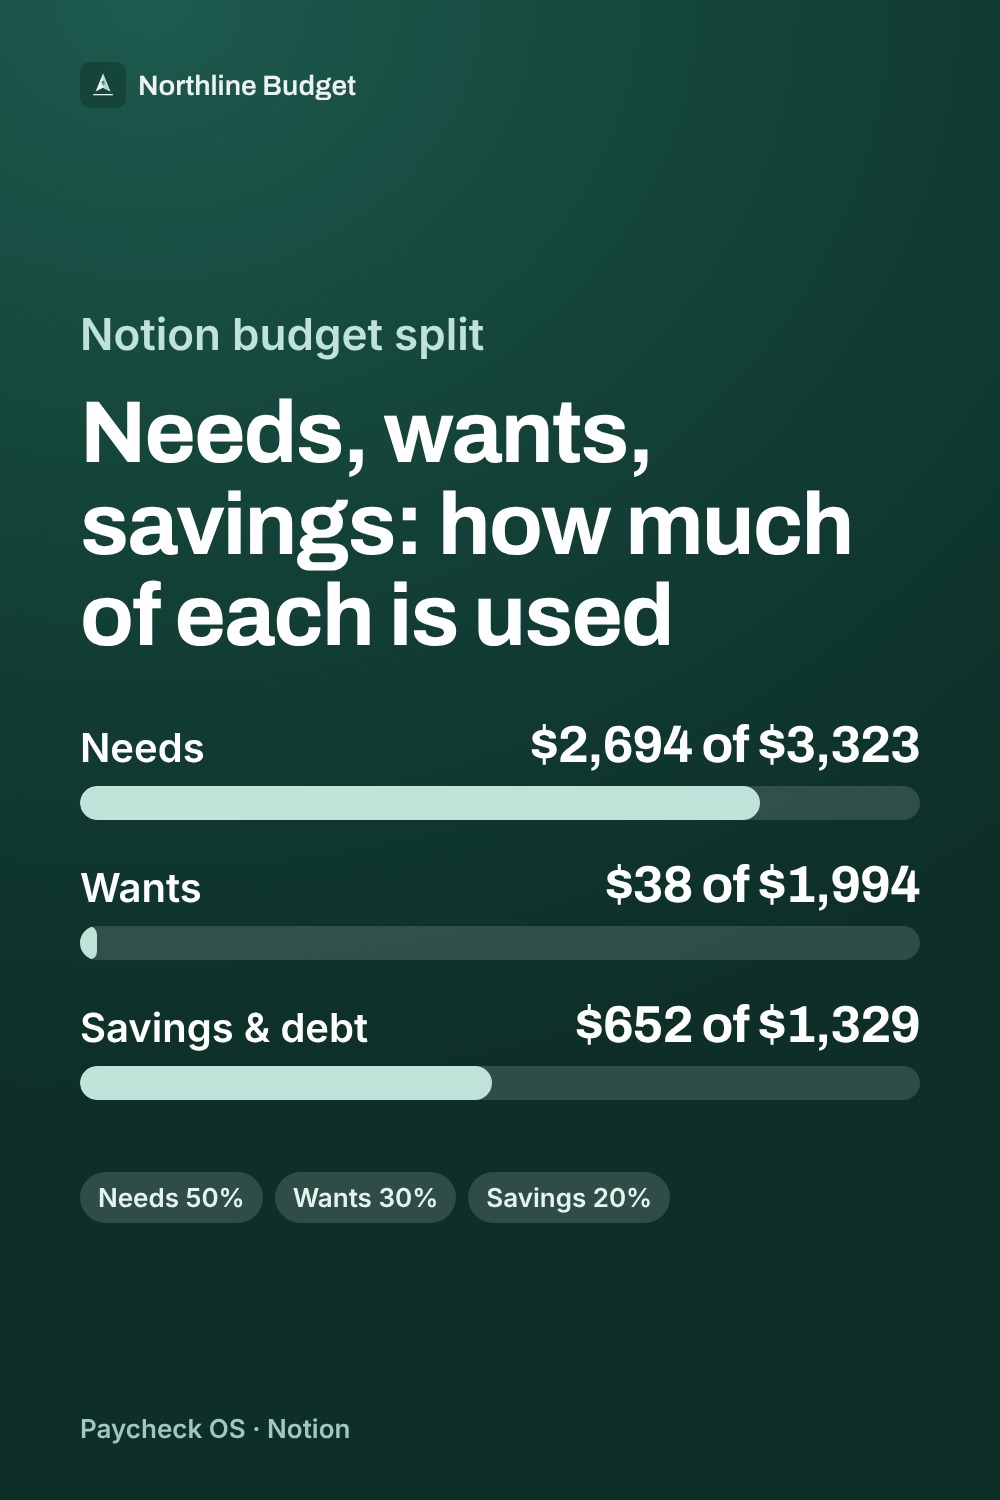 Northline Budget
Notion budget split
Needs, wants,
savings: how much
of each is used
Needs $2,694 of $3,323
Wants $38 of $1,994
Savings & debt $652 of $1,329
Needs 50% Wants 30% Savings 20%
Paycheck OS · Notion